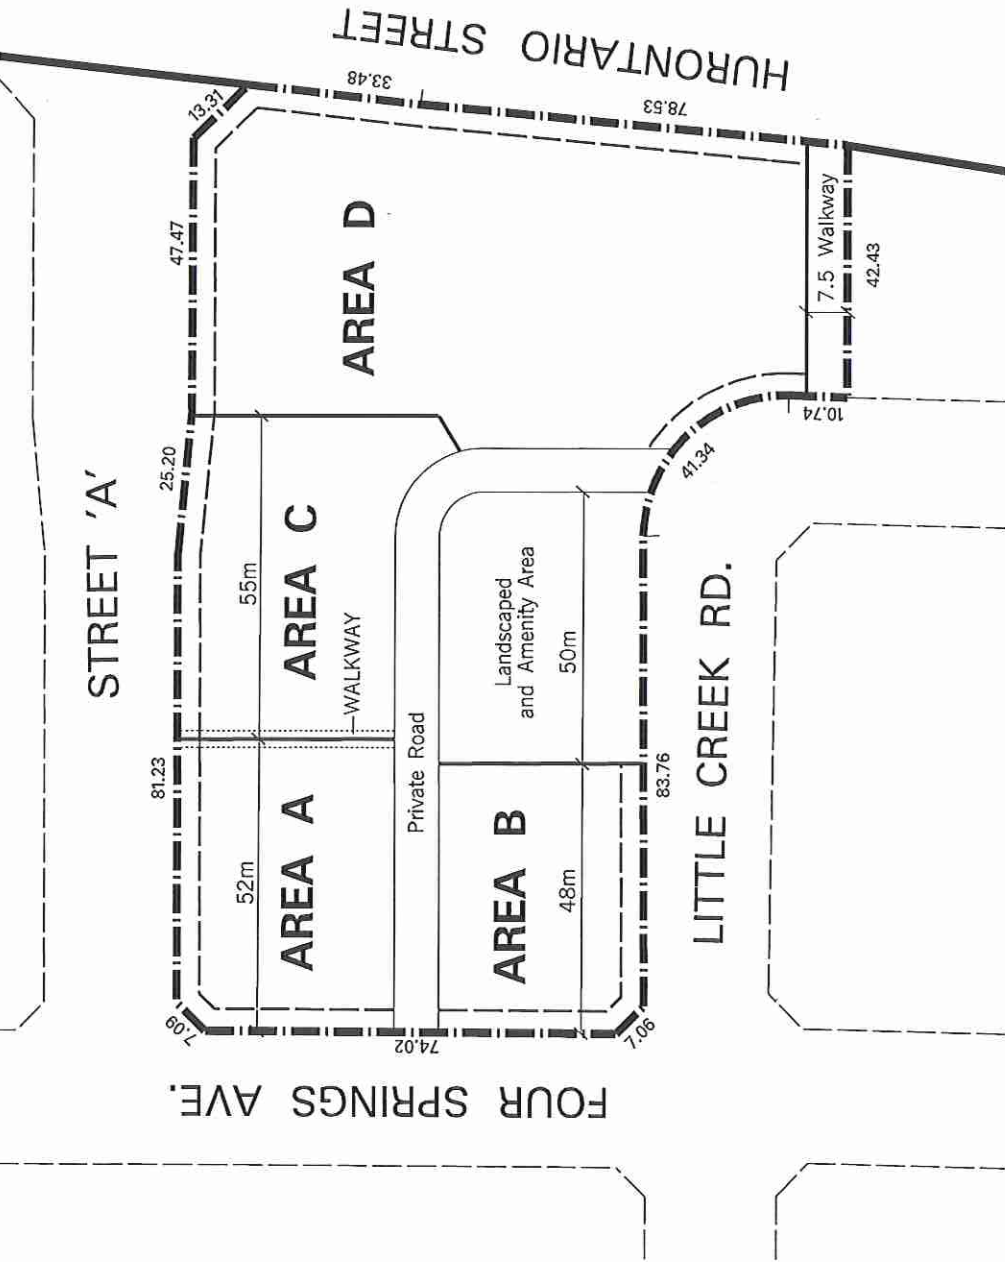 HURONTARIO STREET
33.48
78.53
13.31
47.47
AREA D
7.5 Walkway
42.43
10.74
41.34
25.20
STREET 'A'
55m
AREA C
WALKWAY
Landscaped
and Amenity Area
50m
Private Road
81.23
52m
AREA A
AREA B
48m
83.76
LITTLE CREEK RD.
7.09
74.02
7.06
FOUR SPRINGS AVE.